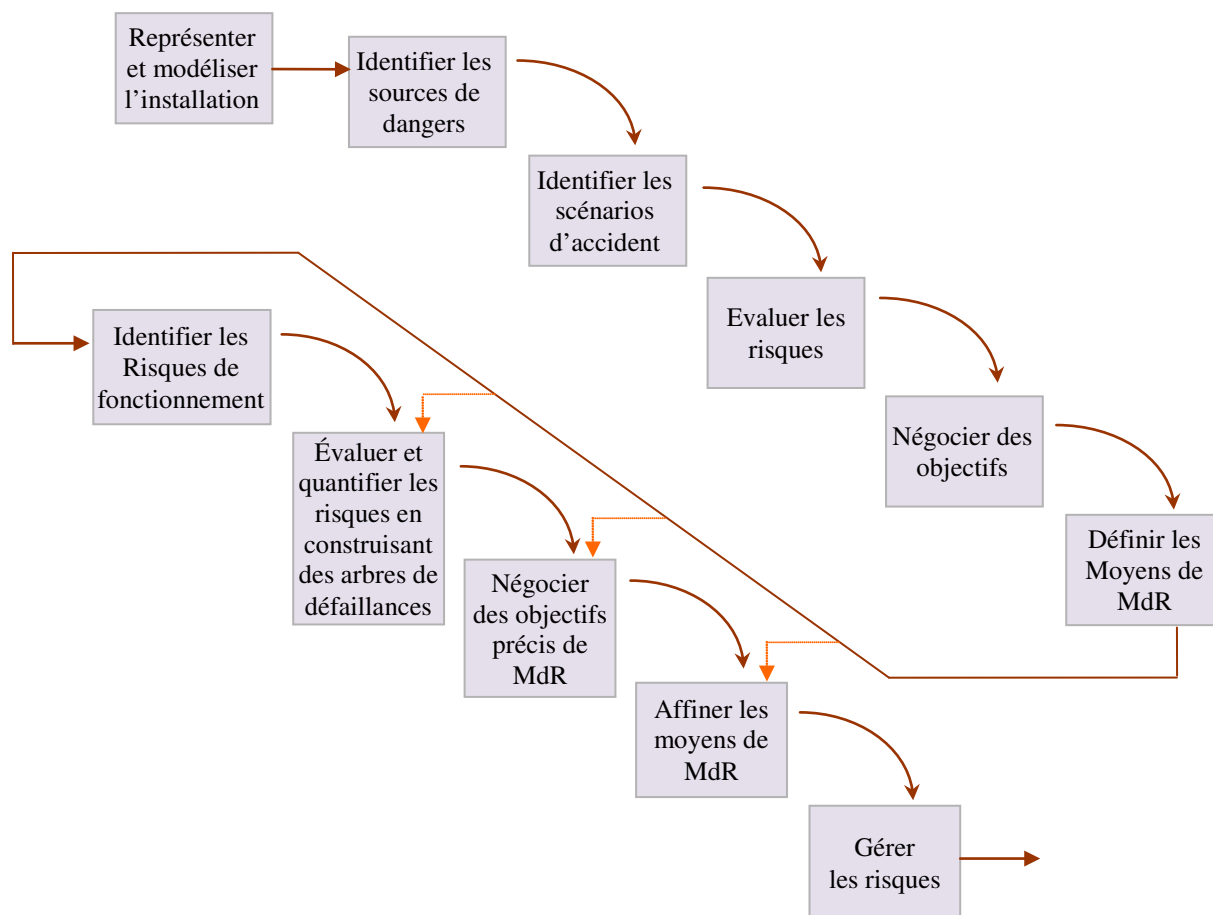 Représenter
et modéliser
l’installation
Identifier les
sources de
dangers
Identifier les
scénarios
d’accident
Evaluer les
risques
Négocier des
objectifs
Définir les
Moyens de
MdR
Identifier les
Risques de
fonctionnement
Évaluer et
quantifier les
risques en
construisant
des arbres de
défaillances
Négocier
des objectifs
précis de
MdR
Affiner les
moyens de
MdR
Gérer
les risques